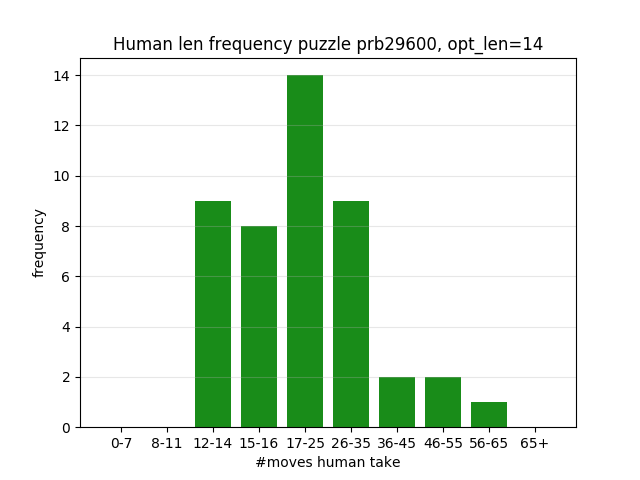 Human len frequency puzzle prb29600, opt_len=14
14
12
10
8
6
4
2
0
frequency
0-7 8-11 12-14 15-16 17-25 26-35 36-45 46-55 56-65 65+
#moves human take